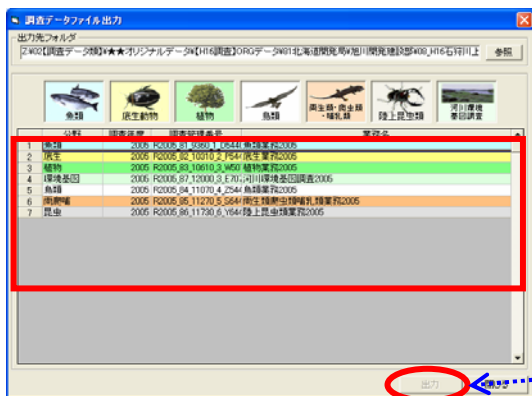 調査データファイル出力
出力先フォルダ
Z:¥02【調査データ類】¥★★オリジナルデータ¥【H16調査】ORGデータ¥81北海道開発局¥旭川開発建設部¥08_H16石狩川上
参照
魚類
底生動物
植物
鳥類
両生類・爬虫類・哺乳類
陸上昆虫類
河川環境基図調査
分野 調査年度 調査管理番号 業務名
1 魚類 2005 R2005_81_9360_1_D644 魚類業務2005
2 底生 2005 R2005_82_10010_2_P544 底生業務2005
3 植物 2005 R2005_83_10610_3_W50 植物業務2005
4 環境基図 2005 R2005_87_12000_3_E70 河川環境基図調査2005
5 鳥類 2005 R2005_84_11070_4_Z544 鳥類業務2005
6 両爬哺 2005 R2005_85_11270_5_S644 両生類爬虫類哺乳類業務2005
7 昆虫 2005 R2005_86_11730_6_Y644 陸上昆虫類業務2005
出力